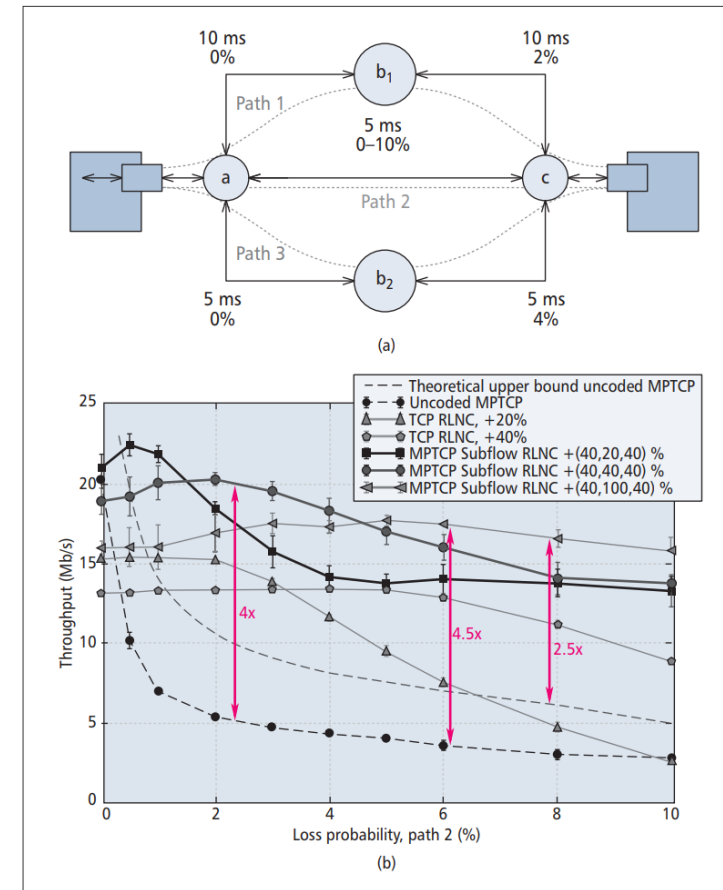 10 ms
0%
10 ms
2%
b1
Path 1
5 ms
0–10%
a
c
Path 2
Path 3
b2
5 ms
0%
5 ms
4%
(a)
Theoretical upper bound uncoded MPTCP
Uncoded MPTCP
TCP RLNC, +20%
TCP RLNC, +40%
MPTCP Subflow RLNC +(40,20,40) %
MPTCP Subflow RLNC +(40,40,40) %
MPTCP Subflow RLNC +(40,100,40) %
25
20
15
10
5
0
Throughput (Mb/s)
4x
4.5x
2.5x
0
2
4
6
8
10
Loss probability, path 2 (%)
(b)